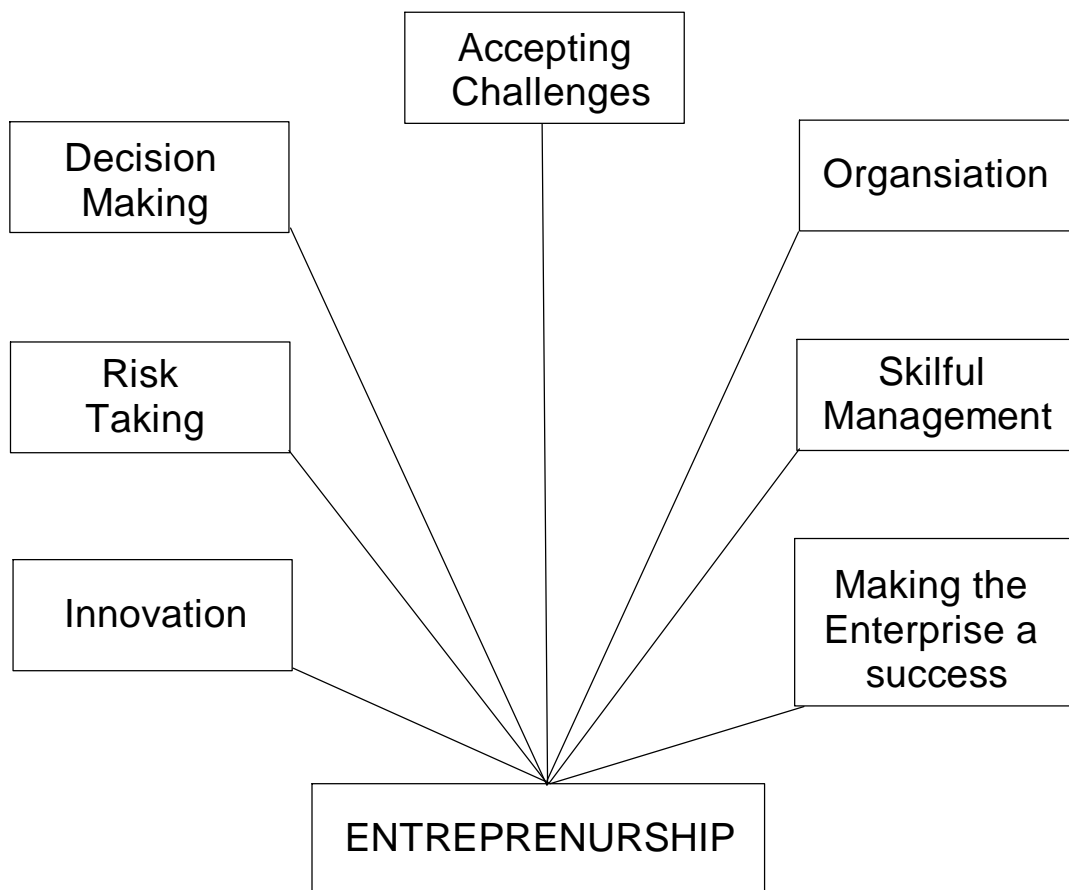 Accepting
Challenges
Decision
Making
Organsiation
Risk
Taking
Skilful
Management
Innovation
Making the
Enterprise a
success
ENTREPRENURSHIP